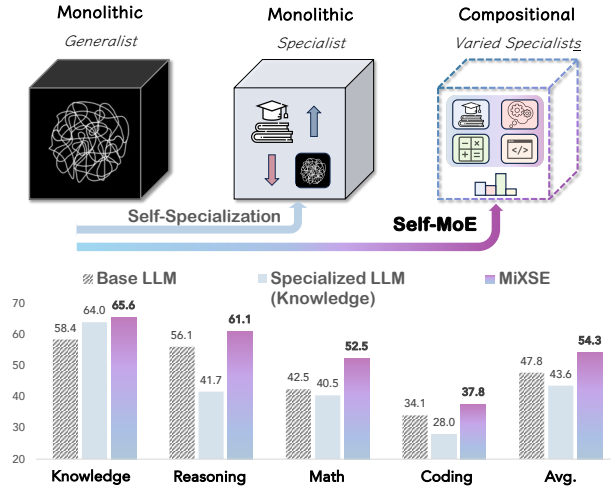 Monolithic Monolithic Compositional
Generalist Specialist Varied Specialists
</>
Self-Specialization
Self-MoE
Base LLM Specialized LLM (Knowledge) MiXSE
70
60
50
40
30
20
58.4 64.0 65.6
56.1 41.7 61.1
42.5 40.5 52.5
34.1 28.0 37.8
47.8 43.6 54.3
Knowledge Reasoning Math Coding Avg.